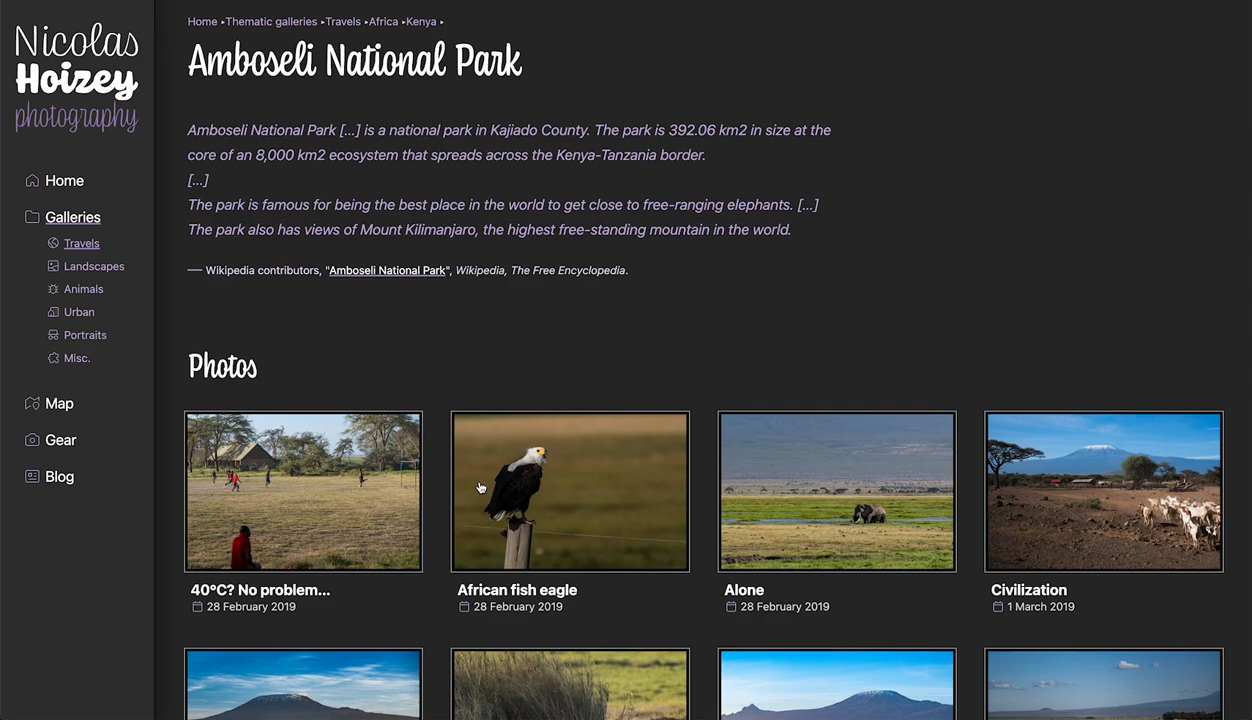 Nicolas
Hoizey
photography
Home
Galleries
Travels
Landscapes
Animals
Urban
Portraits
Misc.
Map
Gear
Blog
Home ▸Thematic galleries ▸Travels ▸Africa ▸Kenya ▸
Amboseli National Park
Amboseli National Park [...] is a national park in Kajiado County. The park is 392.06 km2 in size at the
core of an 8,000 km2 ecosystem that spreads across the Kenya-Tanzania border.
[...]
The park is famous for being the best place in the world to get close to free-ranging elephants. [...]
The park also has views of Mount Kilimanjaro, the highest free-standing mountain in the world.
— Wikipedia contributors, "Amboseli National Park", Wikipedia, The Free Encyclopedia.
Photos
40°C? No problem...
28 February 2019
African fish eagle
28 February 2019
Alone
28 February 2019
Civilization
1 March 2019